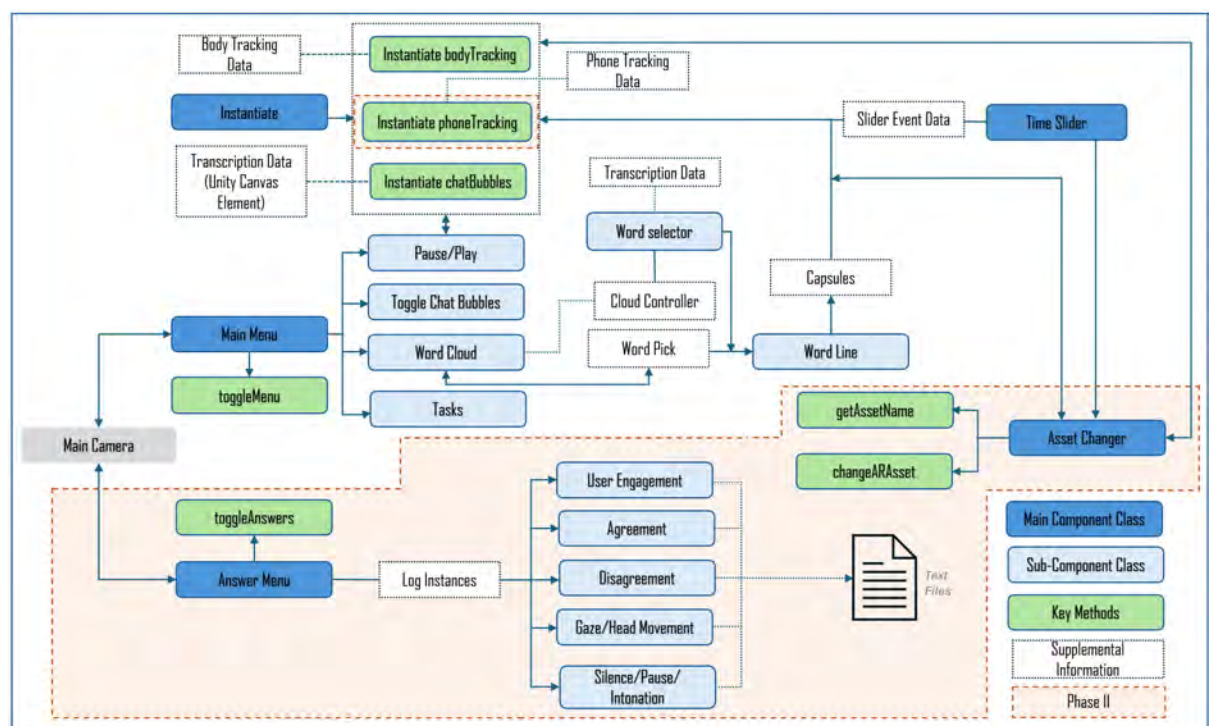 Body Tracking
Data
Instantiate bodyTracking
Phone Tracking
Data
Instantiate
Instantiate phoneTracking
Slider Event Data
Time Slider
Transcription Data
(Unity Canvas
Element)
Instantiate chatBubbles
Transcription Data
Word selector
Pause/Play
Capsules
Toggle Chat Bubbles
Cloud Controller
Main Menu
Word Cloud
Word Pick
Word Line
toggleMenu
Tasks
getAssetName
Asset Changer
Main Camera
changeARAsset
User Engagement
toggleAnswers
Agreement
Main Component Class
Answer Menu
Log Instances
Disagreement
Text
Files
Sub-Component Class
Key Methods
Gaze/Head Movement
Supplemental
Information
Silence/Pause/
Intonation
Phase II